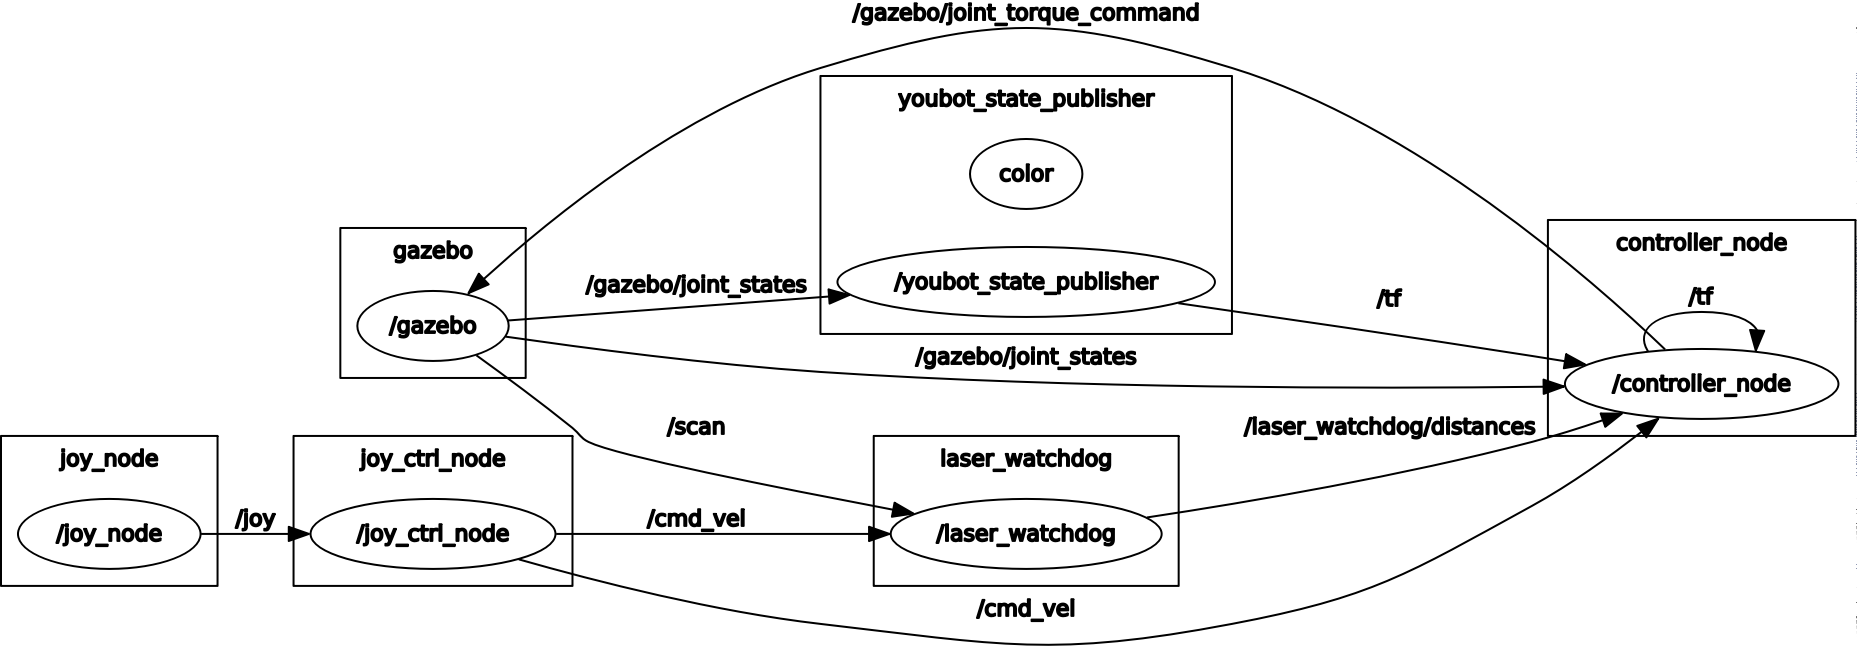 /gazebo/joint_torque_command
youbot_state_publisher
color
/youbot_state_publisher
gazebo
/gazebo
/gazebo/joint_states
/tf
controller_node
/tf
/controller_node
/gazebo/joint_states
/scan
/laser_watchdog/distances
joy_node
/joy_node
/joy
joy_ctrl_node
/joy_ctrl_node
/cmd_vel
laser_watchdog
/laser_watchdog
/cmd_vel